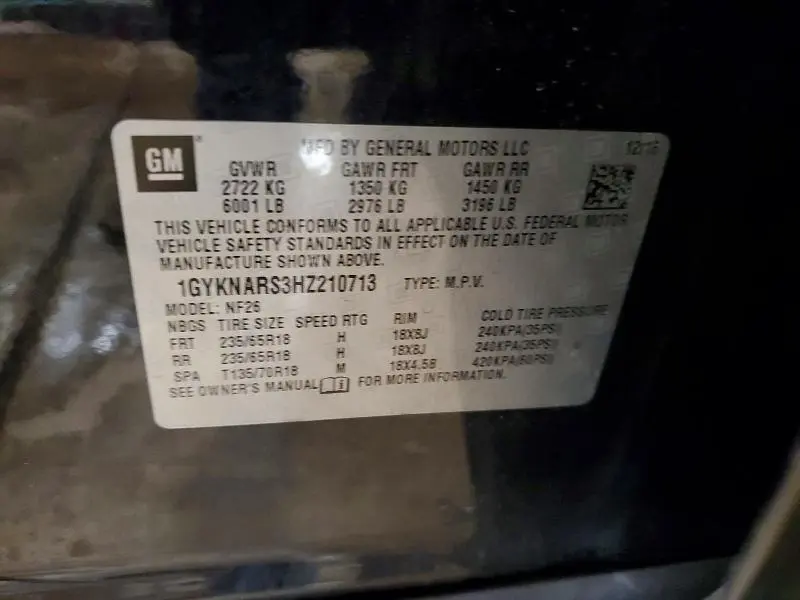 GM
MFD BY GENERAL MOTORS LLC 12/16
GVWR GAWR FRT GAWR RR
2722 KG 1350 KG 1450 KG
6001 LB 2976 LB 3196 LB
THIS VEHICLE CONFORMS TO ALL APPLICABLE U.S. FEDERAL MOTOR
VEHICLE SAFETY STANDARDS IN EFFECT ON THE DATE OF
MANUFACTURE SHOWN ABOVE.
1GYKNARS3HZ210713 TYPE: M.P.V.
MODEL: NF26
NBGS TIRE SIZE SPEED RTG RIM COLD TIRE PRESSURE
FRT 235/65R18 H 18X8J 240KPA(35PSI)
RR 235/65R18 H 18X8J 240KPA(35PSI)
SPA T135/70R18 M 18X4.5B 420KPA(60PSI)
SEE OWNER'S MANUAL i FOR MORE INFORMATION.